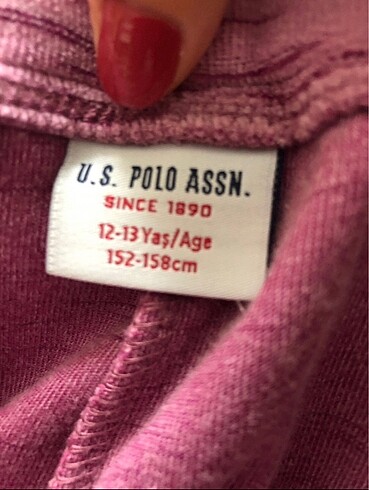 U.S. POLO ASSN.
SINCE 1890
12-13 Yaş/Age
152-158cm